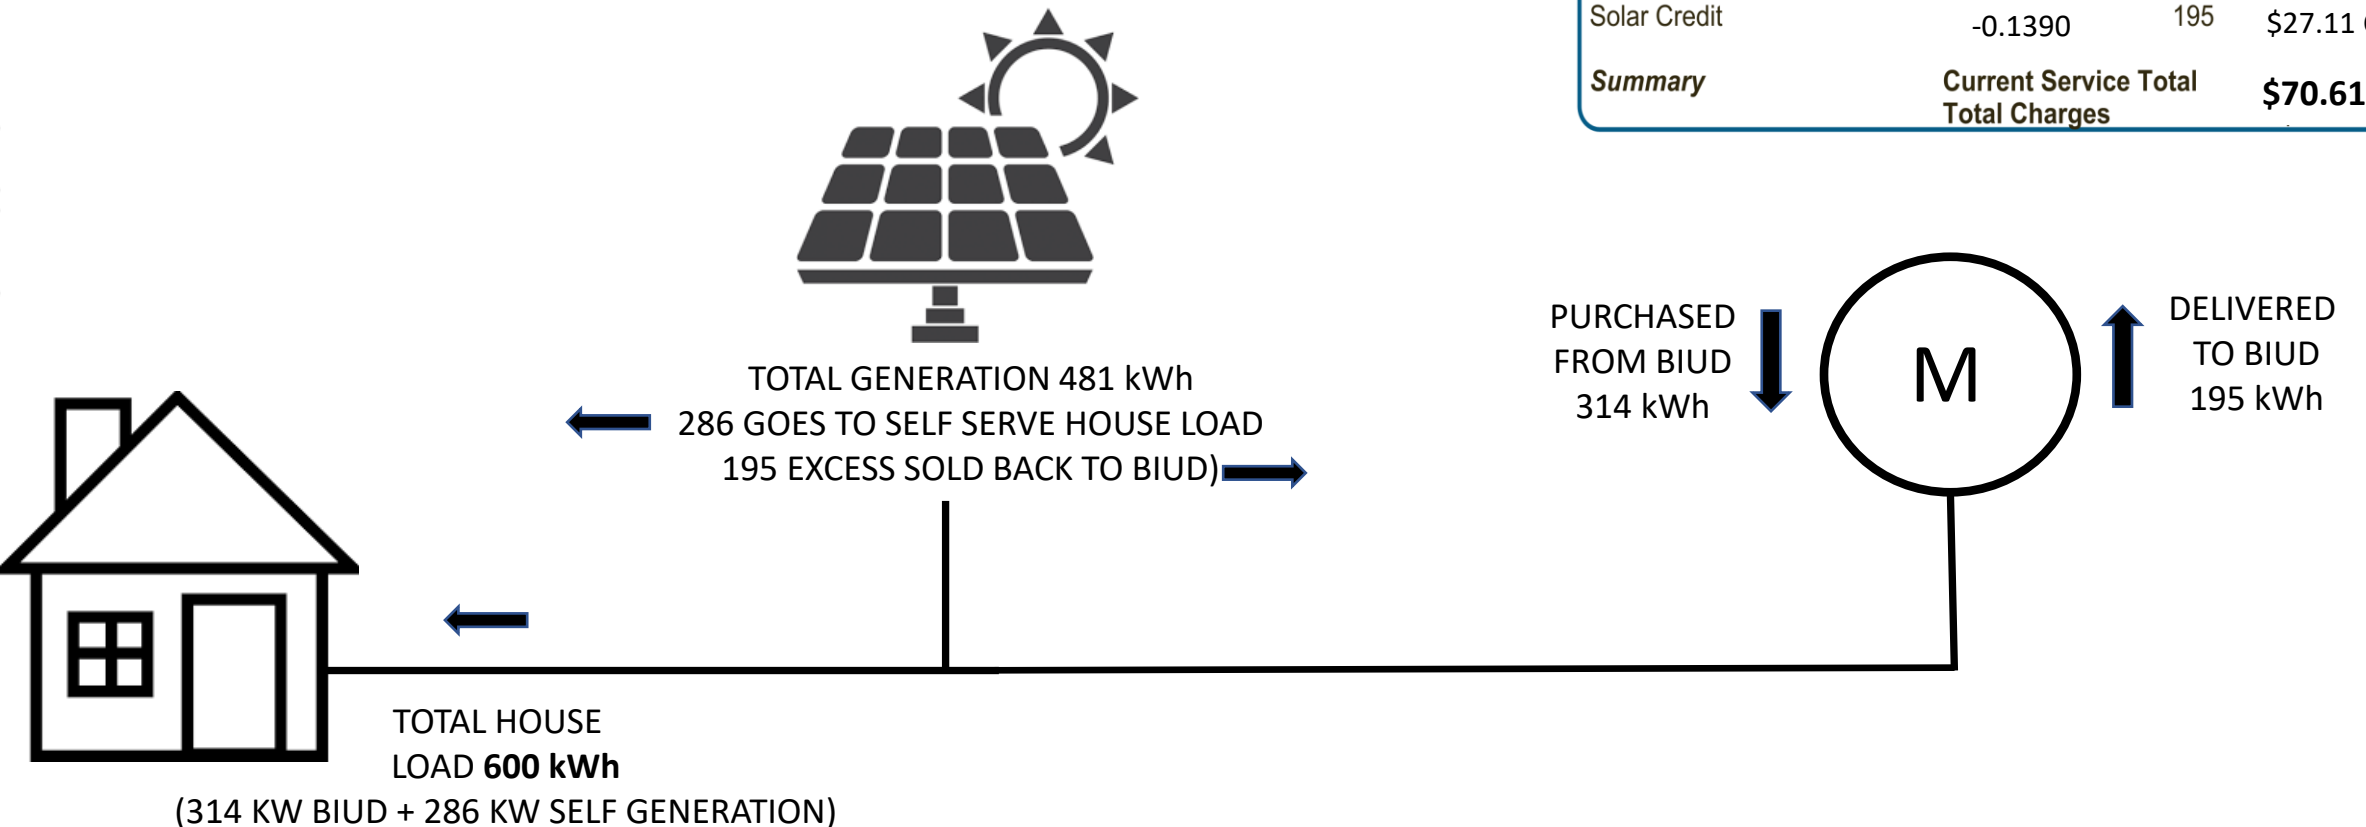 Solar Credit -0.1390 195 $27.11
Summary Current Service Total $70.61
Total Charges
TOTAL GENERATION 481 kWh
286 GOES TO SELF SERVE HOUSE LOAD
195 EXCESS SOLD BACK TO BIUD)
PURCHASED
FROM BIUD
314 kWh
M
DELIVERED
TO BIUD
195 kWh
TOTAL HOUSE
LOAD 600 kWh
(314 KW BIUD + 286 KW SELF GENERATION)